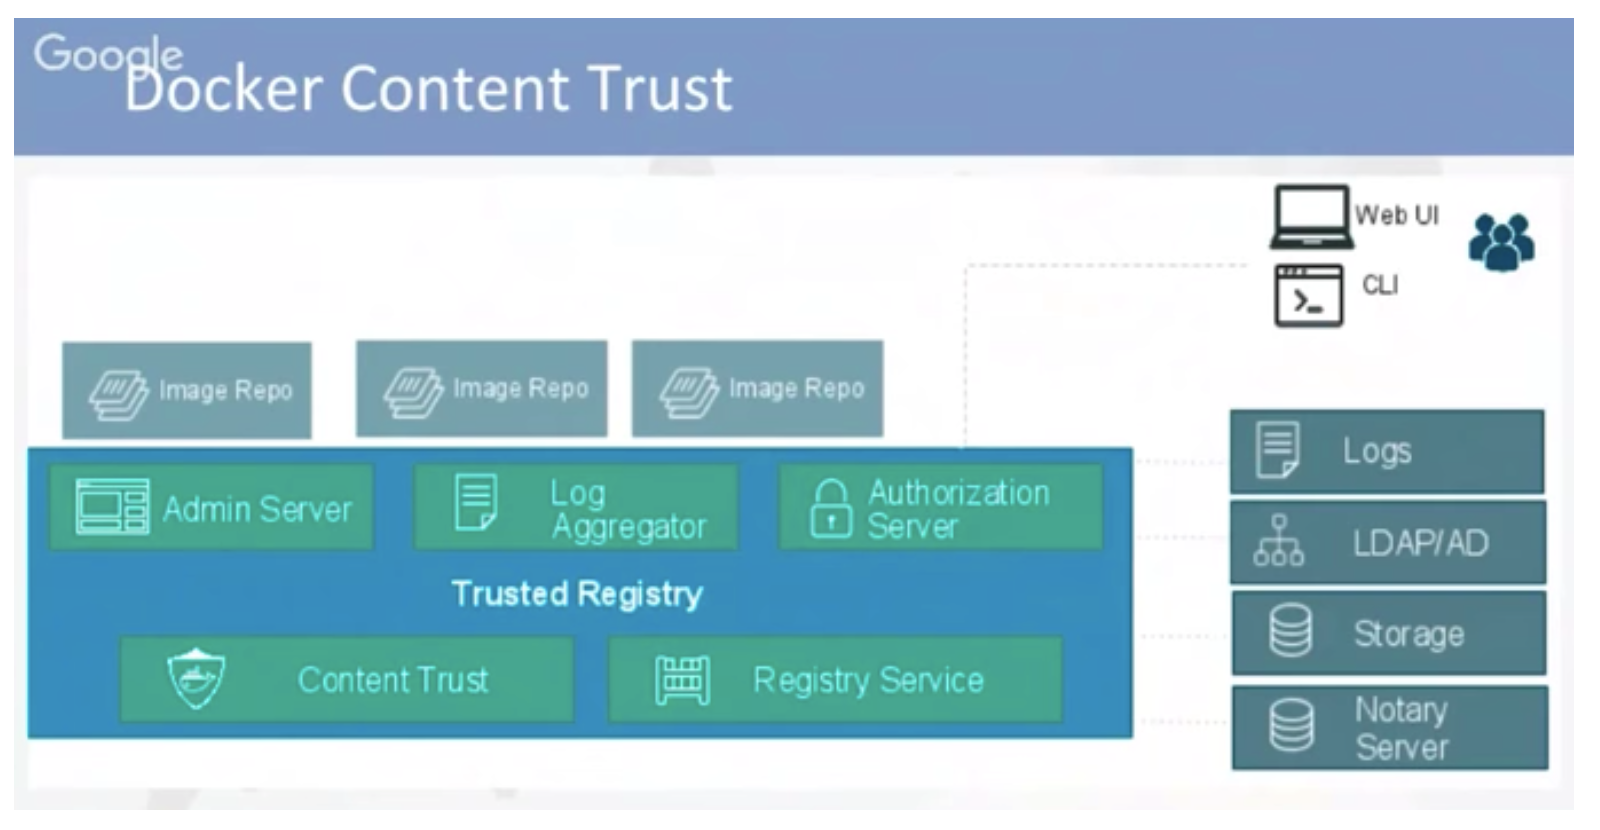 Google
Docker Content Trust
Web UI
CLI
Image Repo
Image Repo
Image Repo
Logs
Admin Server
Log
Aggregator
Authorization
Server
LDAP/AD
Trusted Registry
Storage
Content Trust
Registry Service
Notary
Server